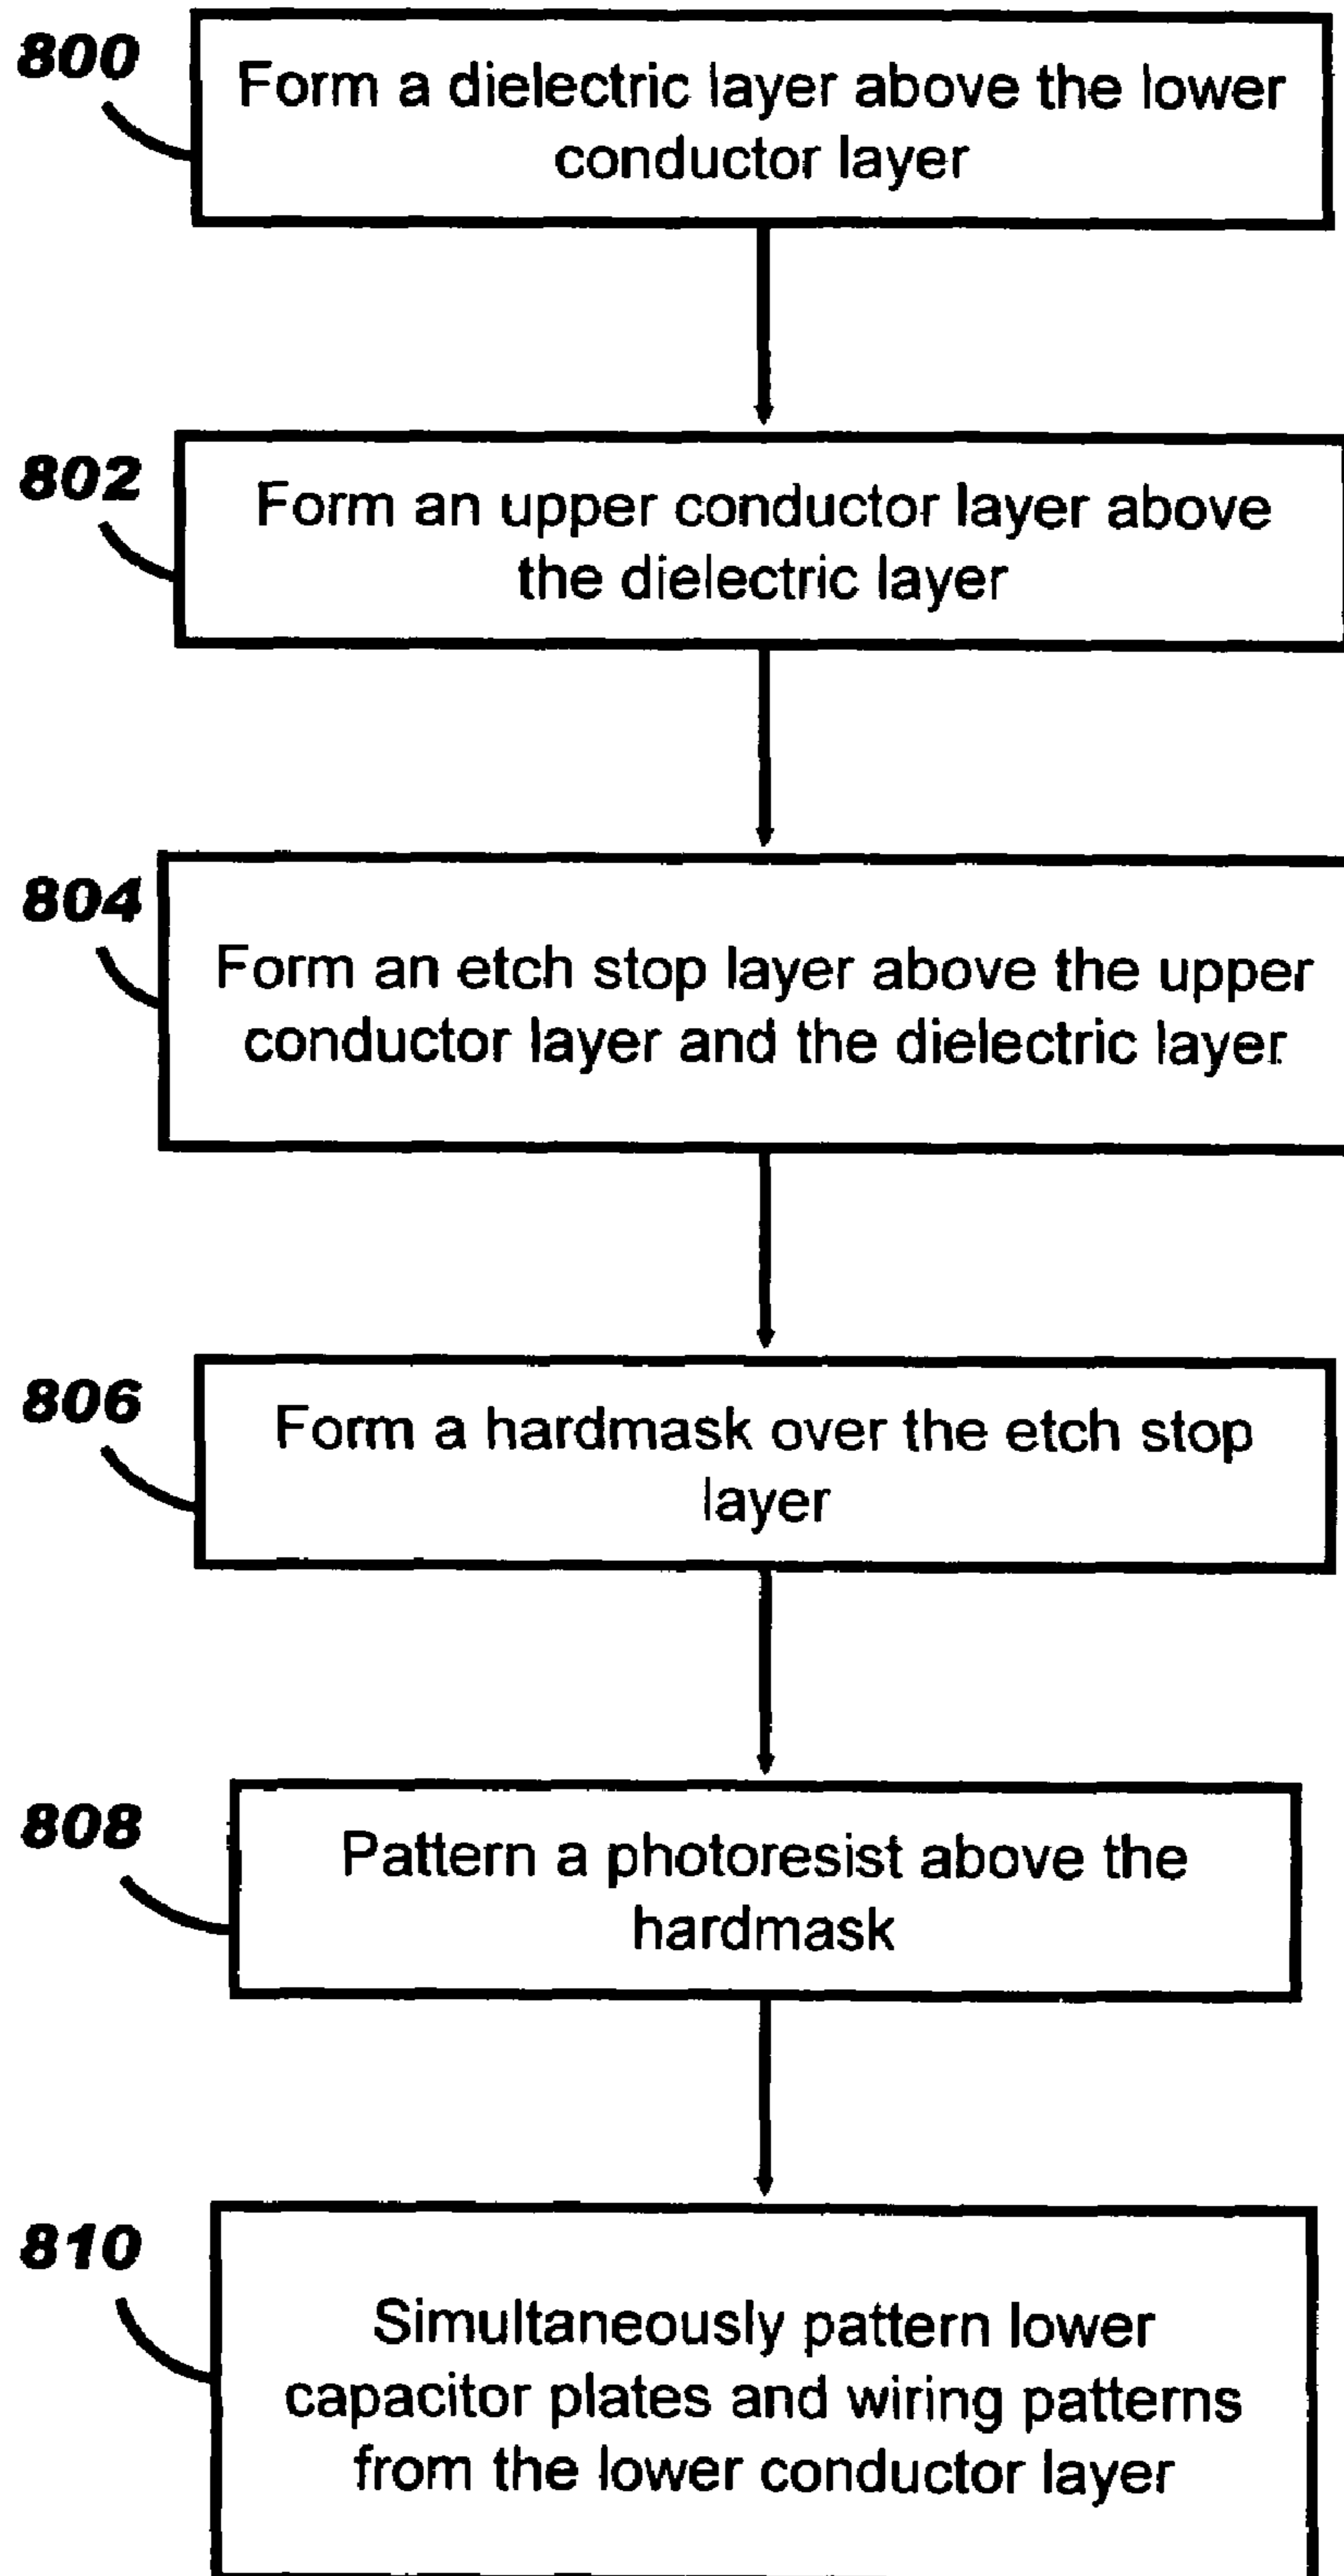 800
Form a dielectric layer above the lower
conductor layer
802
Form an upper conductor layer above
the dielectric layer
804
Form an etch stop layer above the upper
conductor layer and the dielectric layer
806
Form a hardmask over the etch stop
layer
808
Pattern a photoresist above the
hardmask
810
Simultaneously pattern lower
capacitor plates and wiring patterns
from the lower conductor layer